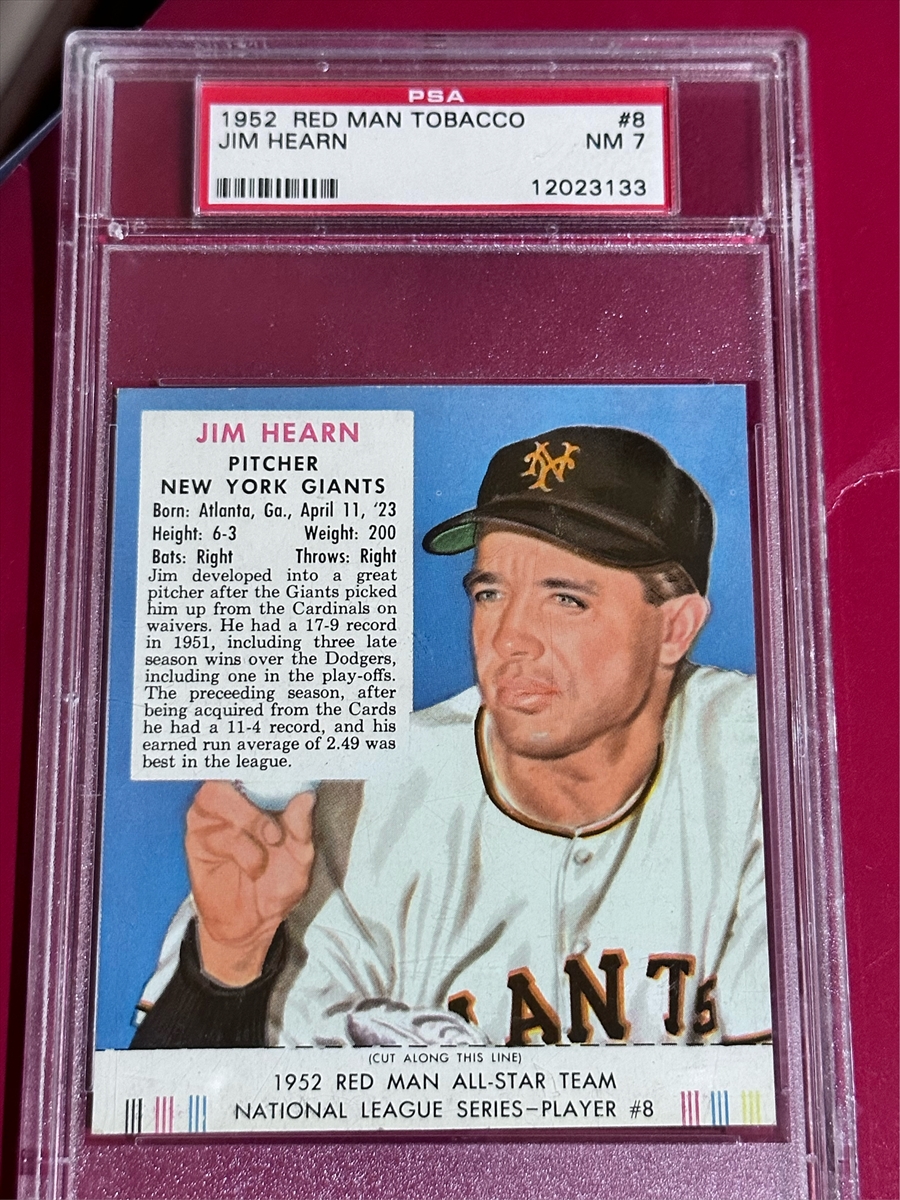 PSA
1952 RED MAN TOBACCO #8
JIM HEARN NM 7
12023133
JIM HEARN
PITCHER
NEW YORK GIANTS
Born: Atlanta, Ga., April 11, '23
Height: 6-3 Weight: 200
Bats: Right Throws: Right
Jim developed into a great
pitcher after the Giants picked
him up from the Cardinals on
waivers. He had a 17-9 record
in 1951, including three late
season wins over the Dodgers,
including one in the play-offs.
The preceeding season, after
being acquired from the Cards
he had a 11-4 record, and his
earned run average of 2.49 was
best in the league.
NY
IANTS
(CUT ALONG THIS LINE)
1952 RED MAN ALL-STAR TEAM
NATIONAL LEAGUE SERIES–PLAYER #8